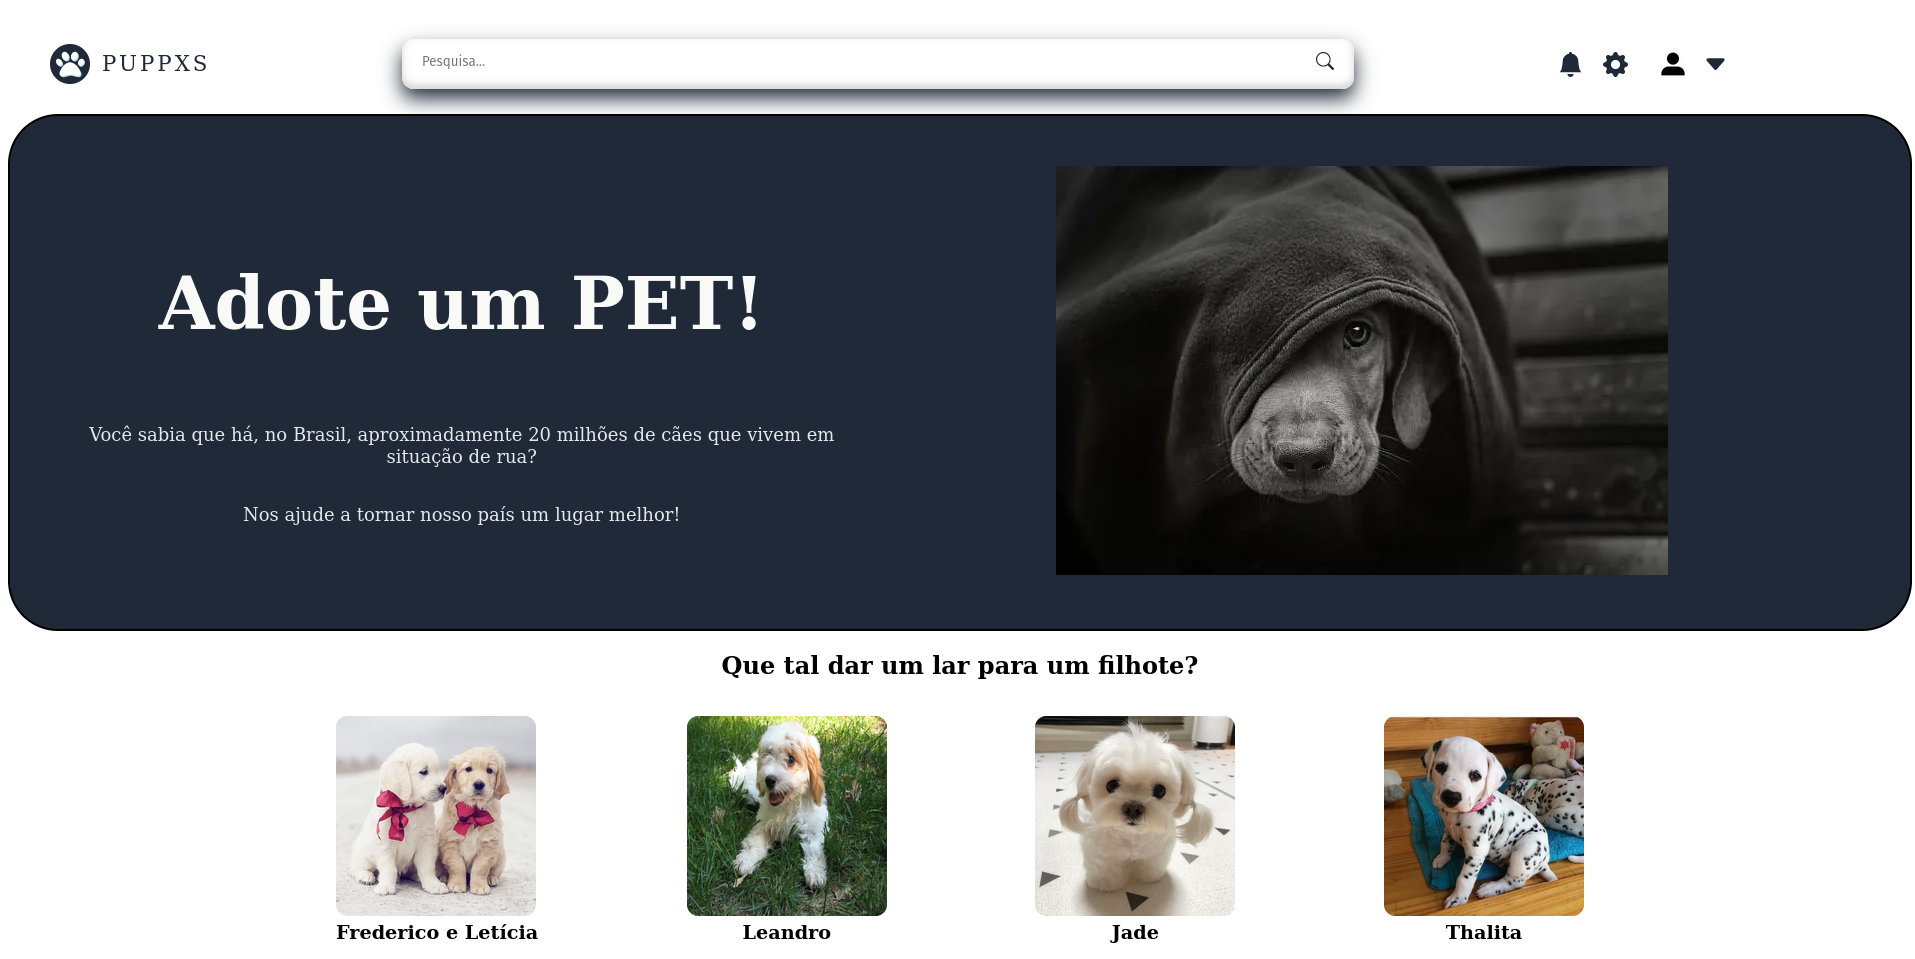 PUPPXS
Pesquisa...
Adote um PET!
Você sabia que há, no Brasil, aproximadamente 20 milhões de cães que vivem em
situação de rua?
Nos ajude a tornar nosso país um lugar melhor!
Que tal dar um lar para um filhote?
Frederico e Letícia
Leandro
Jade
Thalita